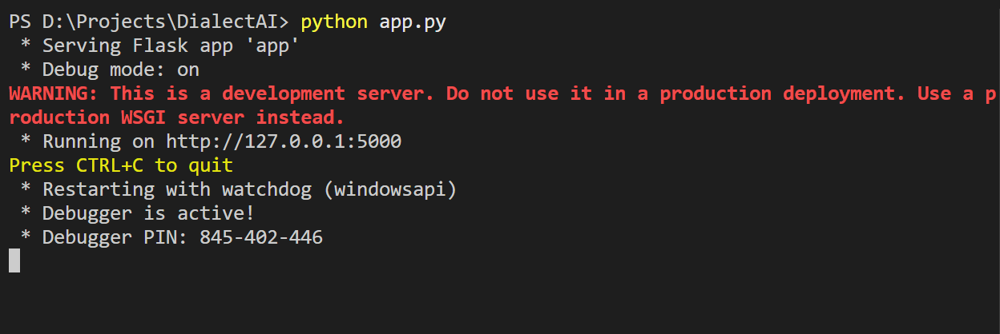 PS D:\Projects\DialectAI> python app.py
 * Serving Flask app 'app'
 * Debug mode: on
WARNING: This is a development server. Do not use it in a production deployment. Use a p
roduction WSGI server instead.
 * Running on http://127.0.0.1:5000
Press CTRL+C to quit
 * Restarting with watchdog (windowsapi)
 * Debugger is active!
 * Debugger PIN: 845-402-446